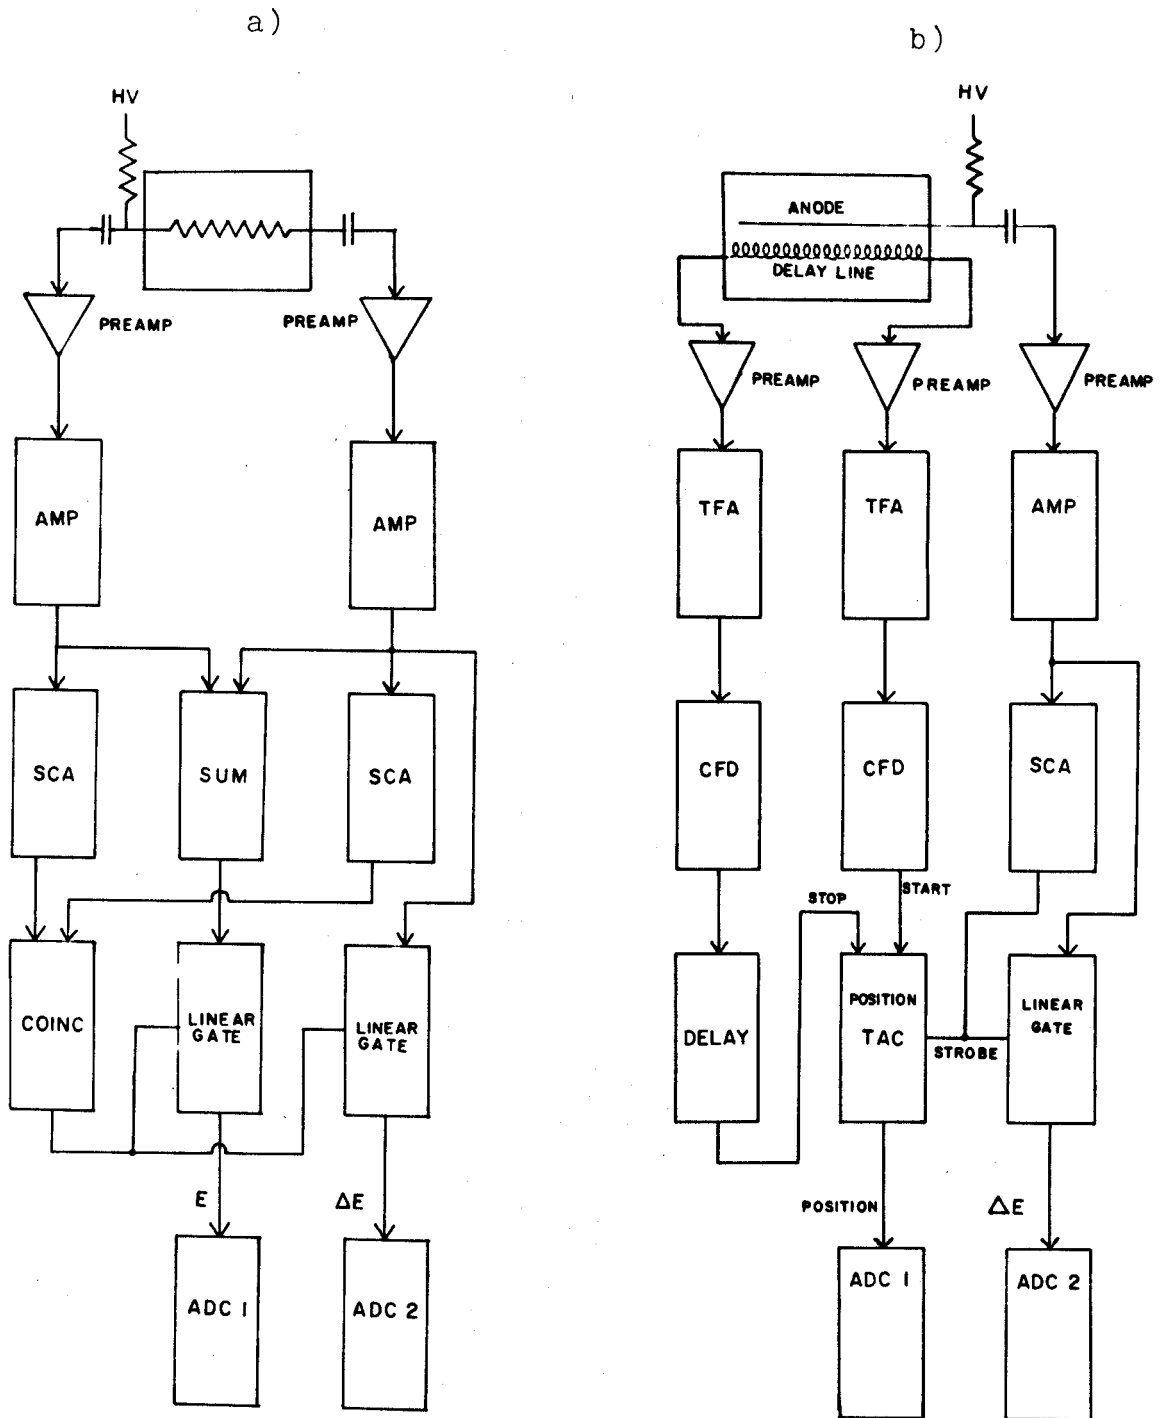 a)
HV
PREAMP
PREAMP
AMP
AMP
SCA
SUM
SCA
COINC
LINEAR
GATE
LINEAR
GATE
E
ΔE
ADC 1
ADC 2
b)
HV
ANODE
DELAY LINE
PREAMP
PREAMP
PREAMP
TFA
TFA
AMP
CFD
CFD
SCA
STOP
START
DELAY
POSITION
TAC
STROBE
LINEAR
GATE
POSITION
ΔE
ADC 1
ADC 2